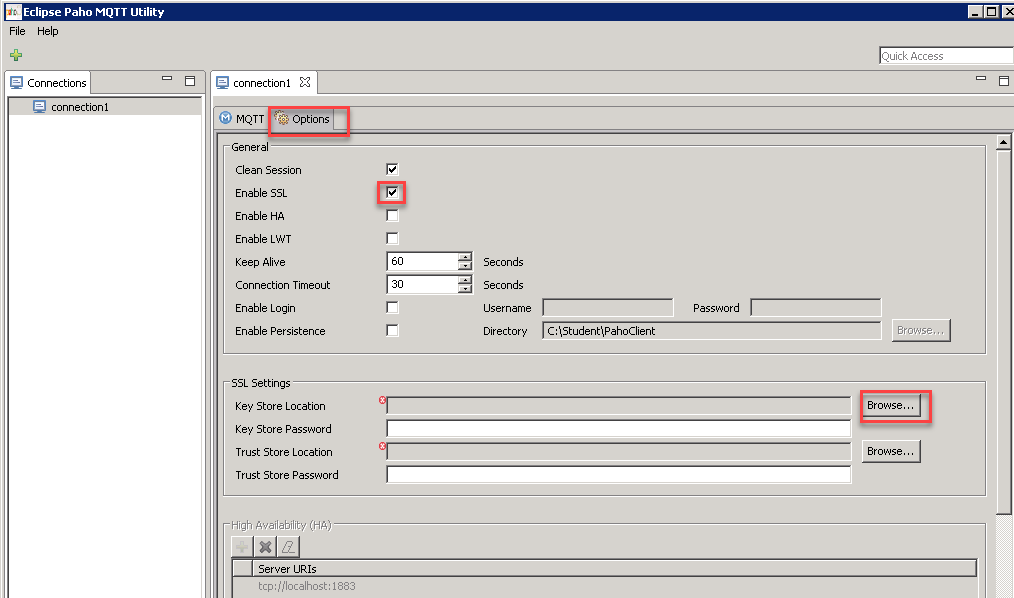 Eclipse Paho MQTT Utility
File Help
Quick Access
Connections
connection1
connection1
MQTT Options
General
Clean Session
Enable SSL
Enable HA
Enable LWT
Keep Alive 60 Seconds
Connection Timeout 30 Seconds
Enable Login Username Password
Enable Persistence Directory C:\Student\PahoClient Browse...
SSL Settings
Key Store Location Browse...
Key Store Password
Trust Store Location Browse...
Trust Store Password
High Availability (HA)
Server URIs
tcp://localhost:1883